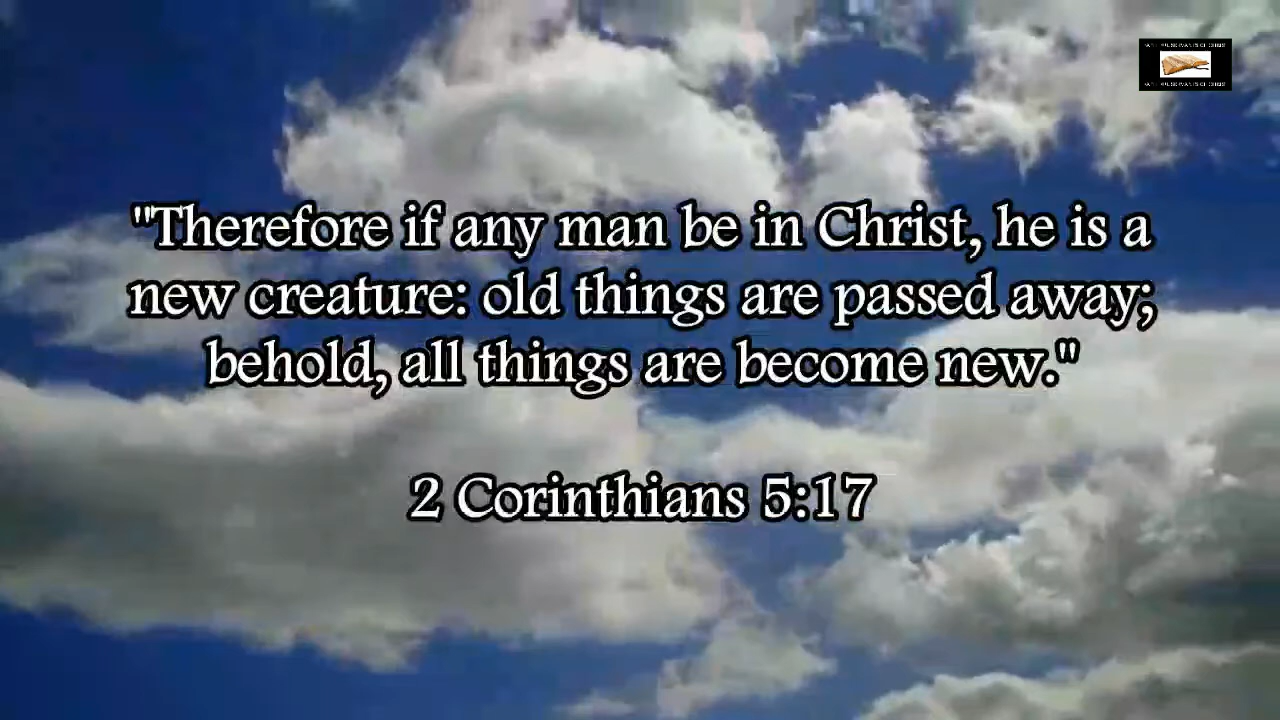 "Therefore if any man be in Christ, he is a
new creature: old things are passed away;
behold, all things are become new."
2 Corinthians 5:17